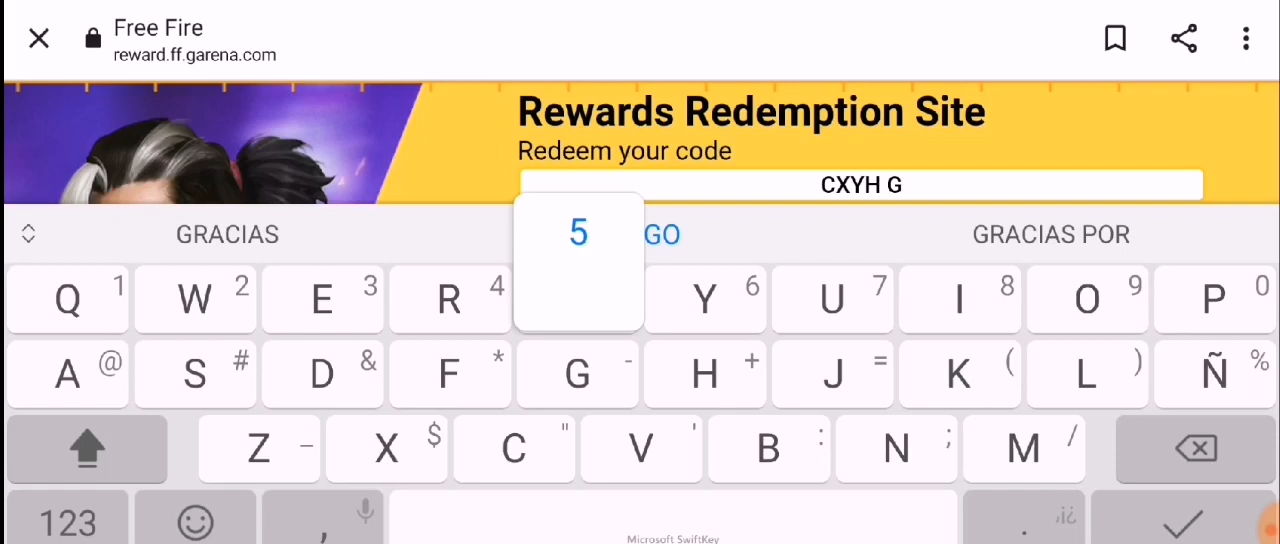 Free Fire
reward.ff.garena.com
Rewards Redemption Site
Redeem your code
CXYH G
GRACIAS GO GRACIAS POR
5
Q 1 W 2 E 3 R 4 Y 6 U 7 I 8 O 9 P 0
A @ S # D & F * G - H + J = K ( L ) Ñ %
Z _ X $ C " V ' B : N ; M /
123 , . ,¡¿
Microsoft SwiftKey